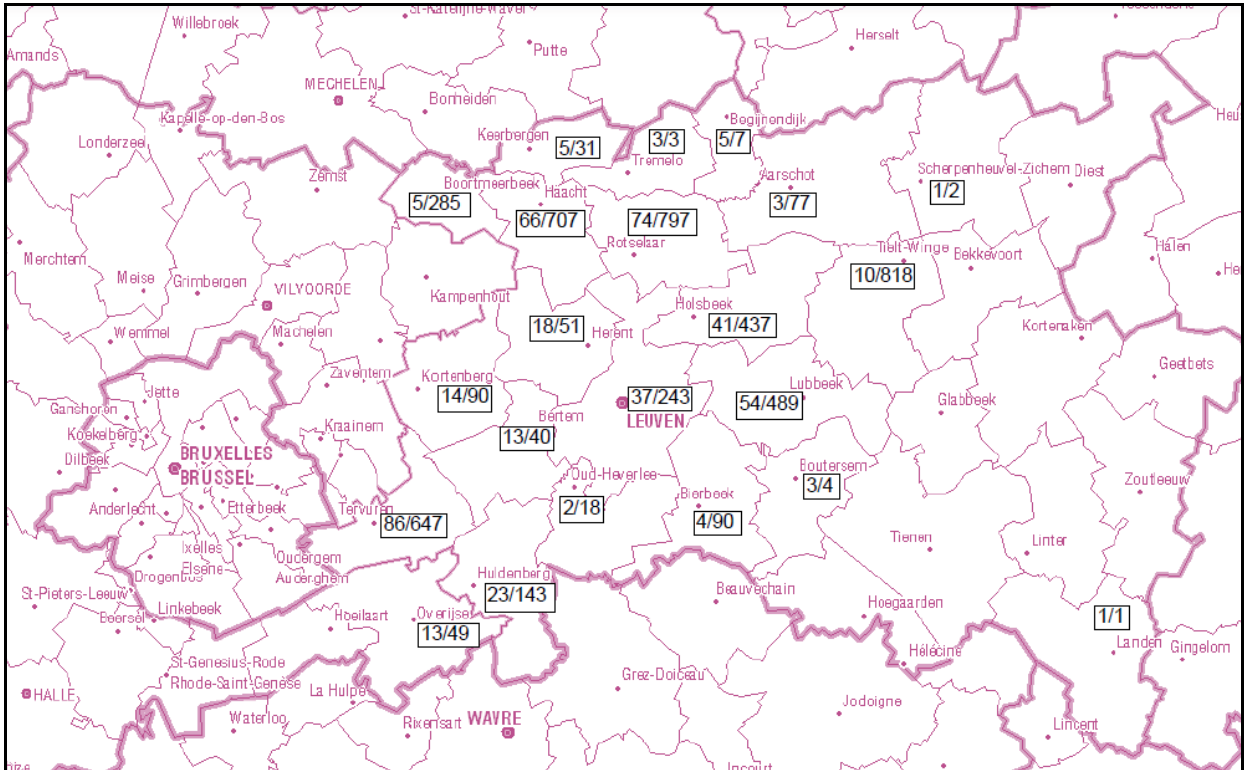 St-Katelijne-Waver
Willebroek
Putte
Herselt
Amands
MECHELEN
Bonheiden
Kapelle-op-den-Bos
Begijnendijk
Heu
Londerzeel
Keerbergen
5/31
3/3
5/7
Tremelo
Zemst
Boortmeerbeek
Aarschot
Scherpenheuvel-Zichem
Diest
Haacht
5/285
66/707
74/797
3/77
1/2
Rotselaar
Tielt-Winge
Merchtem
Halen
Bekkevoort
Meise
Grimbergen
10/818
He
VILVOORDE
Kampenhout
Holsbeek
Wemmel
Machelen
18/51
Herent
41/437
Kortenaken
Geetbets
Jette
Zaventem
Kortenberg
Lubbeek
Ganshoren
14/90
37/243
54/489
Glabbeek
Bertem
LEUVEN
Koekelberg
Kraainem
13/40
BRUXELLES
Dilbeek
BRUSSEL
Oud-Heverlee
Boutersem
Zoutleeuw
3/4
Anderlecht
Etterbeek
Tervuren
86/647
2/18
Bierbeek
4/90
Tienen
Linter
Ixelles
Elsene
Oudergem
Auderghem
Drogenbos
Huldenberg
St-Pieters-Leeuw
23/143
Beauvechain
Linkebeek
Beersel
Hoeilaart
Overijse
Hoegaarden
1/1
13/49
Landen
Gingelom
St-Genesius-Rode
Hélécine
Rhode-Saint-Genese
Grez-Doiceau
HALLE
La Hulpe
Jodoigne
Waterloo
Rixensart
WAVRE
Lincent
Incourt